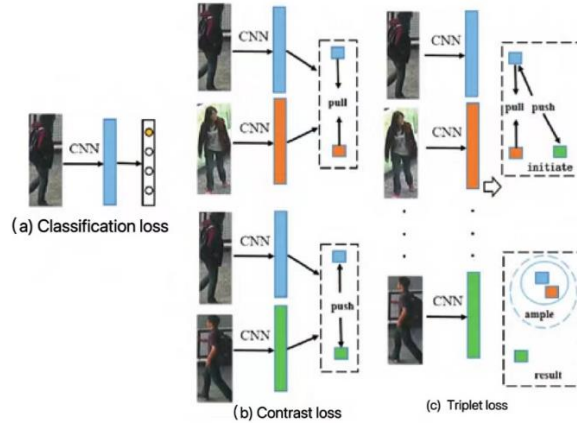 CNN
(a) Classification loss
CNN
pull
CNN
CNN
push
CNN
(b) Contrast loss
CNN
pull push
CNN
initiate
CNN
ample
result
(c) Triplet loss